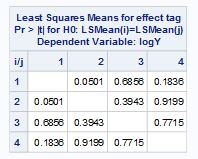 Least Squares Means for effect tag
Pr > |t| for H0: LSMean(i)=LSMean(j)
Dependent Variable: logY
i/j 1 2 3 4
1 0.0501 0.6856 0.1836
2 0.0501 0.3943 0.9199
3 0.6856 0.3943 0.7715
4 0.1836 0.9199 0.7715